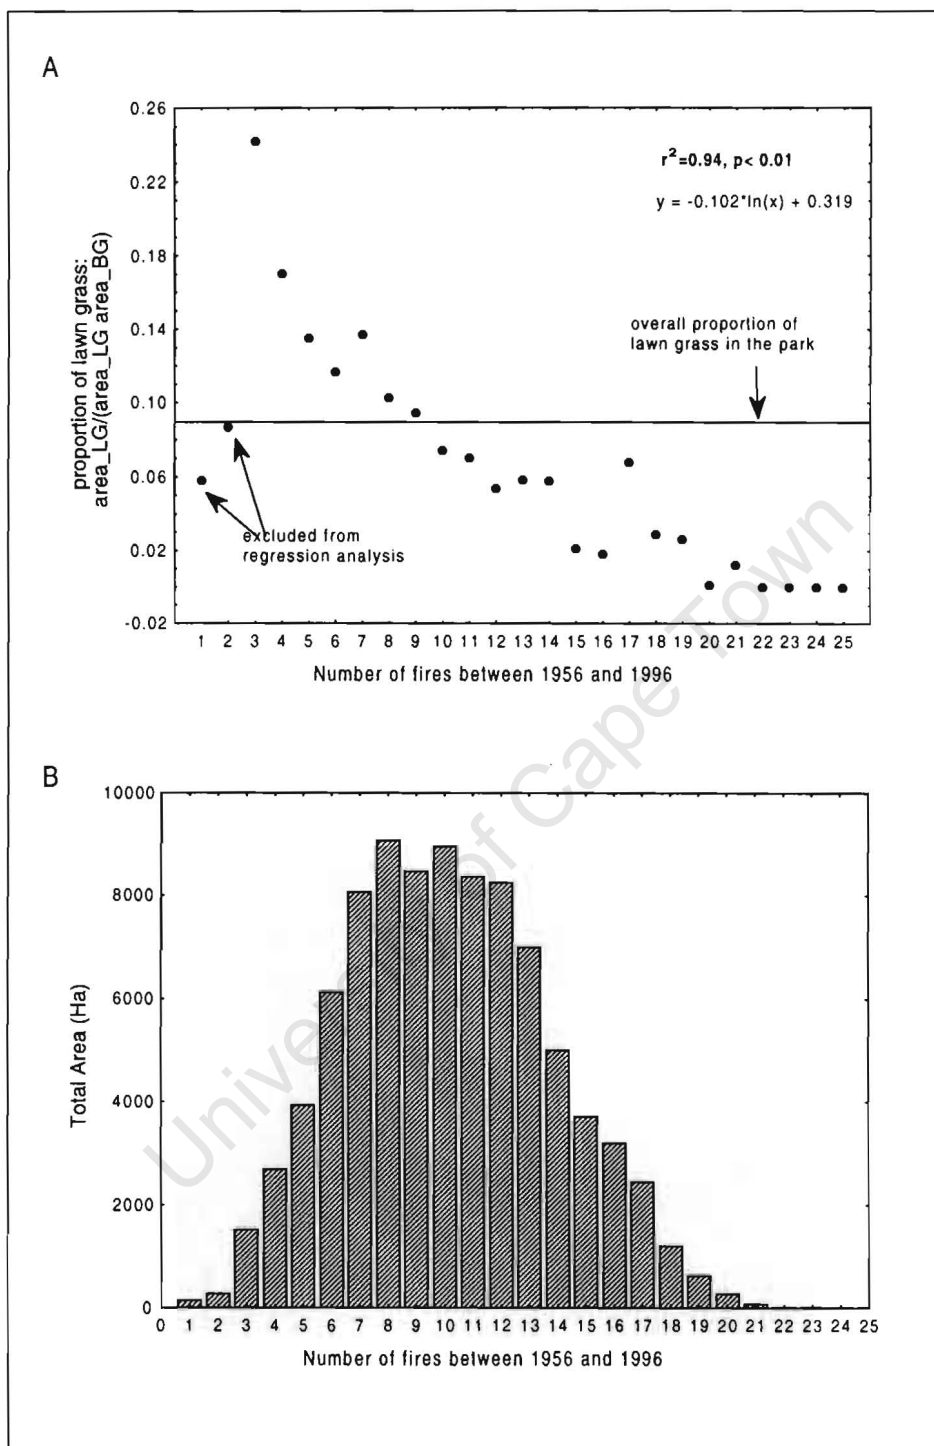 A
0.26
0.22
0.18
0.14
0.10
0.06
0.02
-0.02
proportion of lawn grass:
area_LG/(area_LG area_BG)
r²=0.94, p< 0.01
y = -0.102*ln(x) + 0.319
overall proportion of
lawn grass in the park
excluded from
regression analysis
1 2 3 4 5 6 7 8 9 10 11 12 13 14 15 16 17 18 19 20 21 22 23 24 25
Number of fires between 1956 and 1996
B
10000
8000
6000
4000
2000
0
Total Area (Ha)
0 1 2 3 4 5 6 7 8 9 10 11 12 13 14 15 16 17 18 19 20 21 22 23 24 25
Number of fires between 1956 and 1996
University of Cape Town